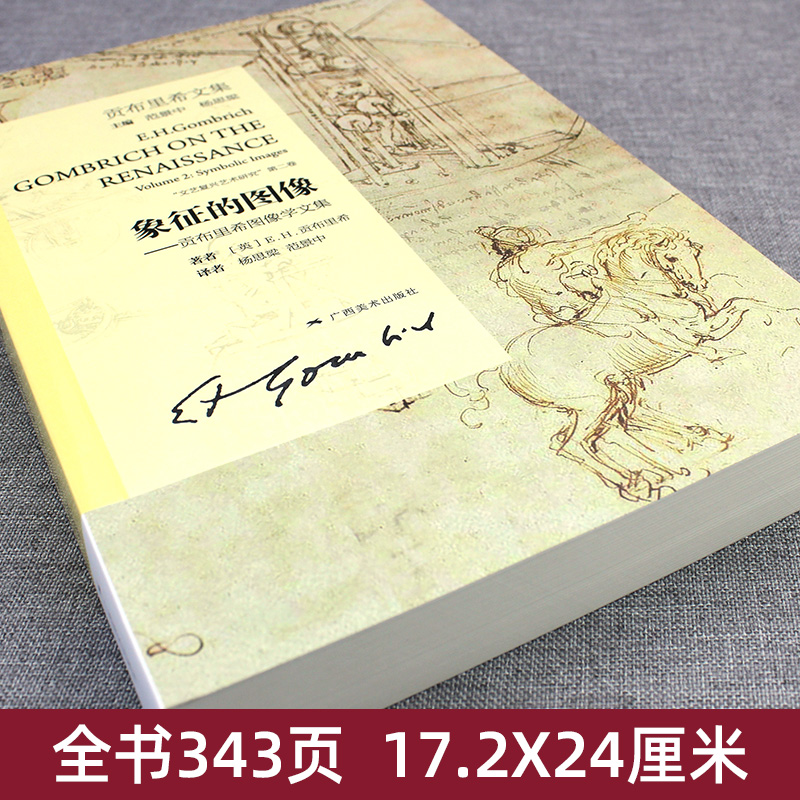 贡布里希文集
主编 范景中 杨思梁
E.H.Gombrich
GOMBRICH ON THE
RENAISSANCE
Volume 2: Symbolic Images
“文艺复兴艺术研究”第二卷
象征的图像
——贡布里希图像学文集
著者 [英] E.H.贡布里希
译者 杨思梁 范景中
广西美术出版社
全书343页 17.2X24厘米